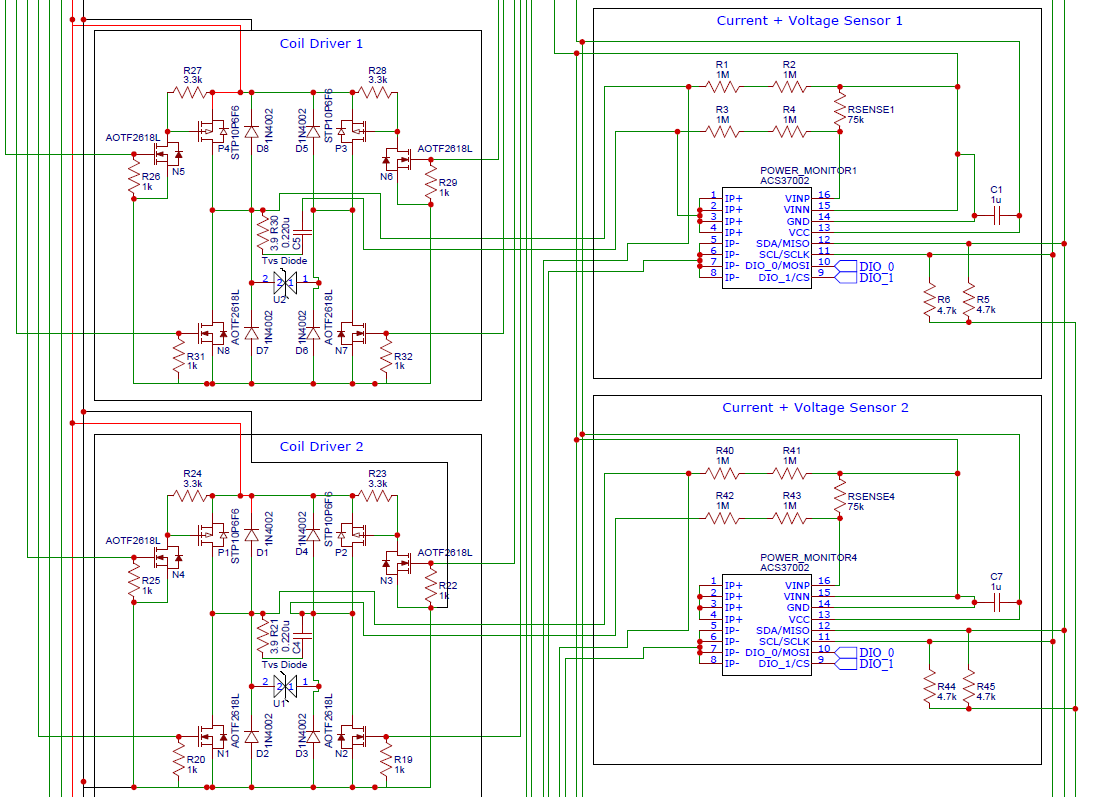 Coil Driver 1
R27
3.3k
R28
3.3k
STP10P6F6
1N4002
1N4002
STP10P6F6
AOTF2618L
P4
D8
D5
P3
AOTF2618L
N5
N6
R26
1k
R29
1k
3.9 R30
0.220u
C5
Tvs Diode
2
2
1
1
U2
AOTF2618L
1N4002
1N4002
AOTF2618L
N8
D7
D6
N7
R31
1k
R32
1k
Coil Driver 2
R24
3.3k
R23
3.3k
STP10P6F6
1N4002
1N4002
STP10P6F6
AOTF2618L
P1
D1
D4
P2
AOTF2618L
N4
N3
R25
1k
R22
1k
3.9 R21
0.220u
C4
Tvs Diode
2
2
1
1
U1
AOTF2618L
1N4002
1N4002
AOTF2618L
N1
D2
D3
N2
R20
1k
R19
1k
Current + Voltage Sensor 1
R1
1M
R2
1M
R3
1M
R4
1M
RSENSE1
75k
POWER_MONITOR1
ACS37002
1 IP+ VINP 16
2 IP+ VINN 15
3 IP+ GND 14
4 IP+ VCC 13
5 IP- SDA/MISO 12
6 IP- SCL/SCLK 11
7 IP- DIO_0/MOSI 10 DIO_0
8 IP- DIO_1/CS 9 DIO_1
C1
1u
R6
4.7k
R5
4.7k
Current + Voltage Sensor 2
R40
1M
R41
1M
R42
1M
R43
1M
RSENSE4
75k
POWER_MONITOR4
ACS37002
1 IP+ VINP 16
2 IP+ VINN 15
3 IP+ GND 14
4 IP+ VCC 13
5 IP- SDA/MISO 12
6 IP- SCL/SCLK 11
7 IP- DIO_0/MOSI 10 DIO_0
8 IP- DIO_1/CS 9 DIO_1
C7
1u
R44
4.7k
R45
4.7k